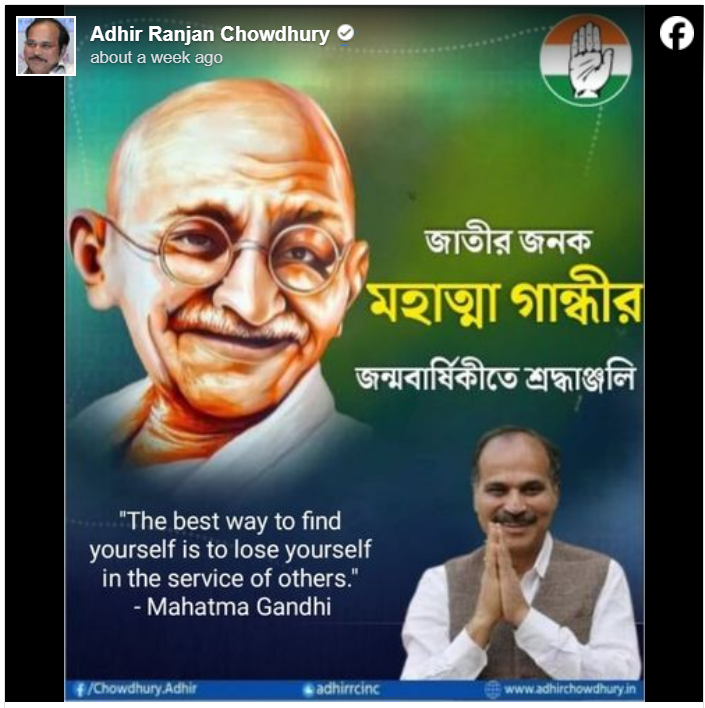 Adhir Ranjan Chowdhury
about a week ago
জাতীর জনক
মহাত্মা গান্ধীর
জন্মবার্ষিকীতে শ্রদ্ধাঞ্জলি
"The best way to find
yourself is to lose yourself
in the service of others."
- Mahatma Gandhi
/Chowdhury.Adhir
adhirrcinc
www.adhirchowdhury.in